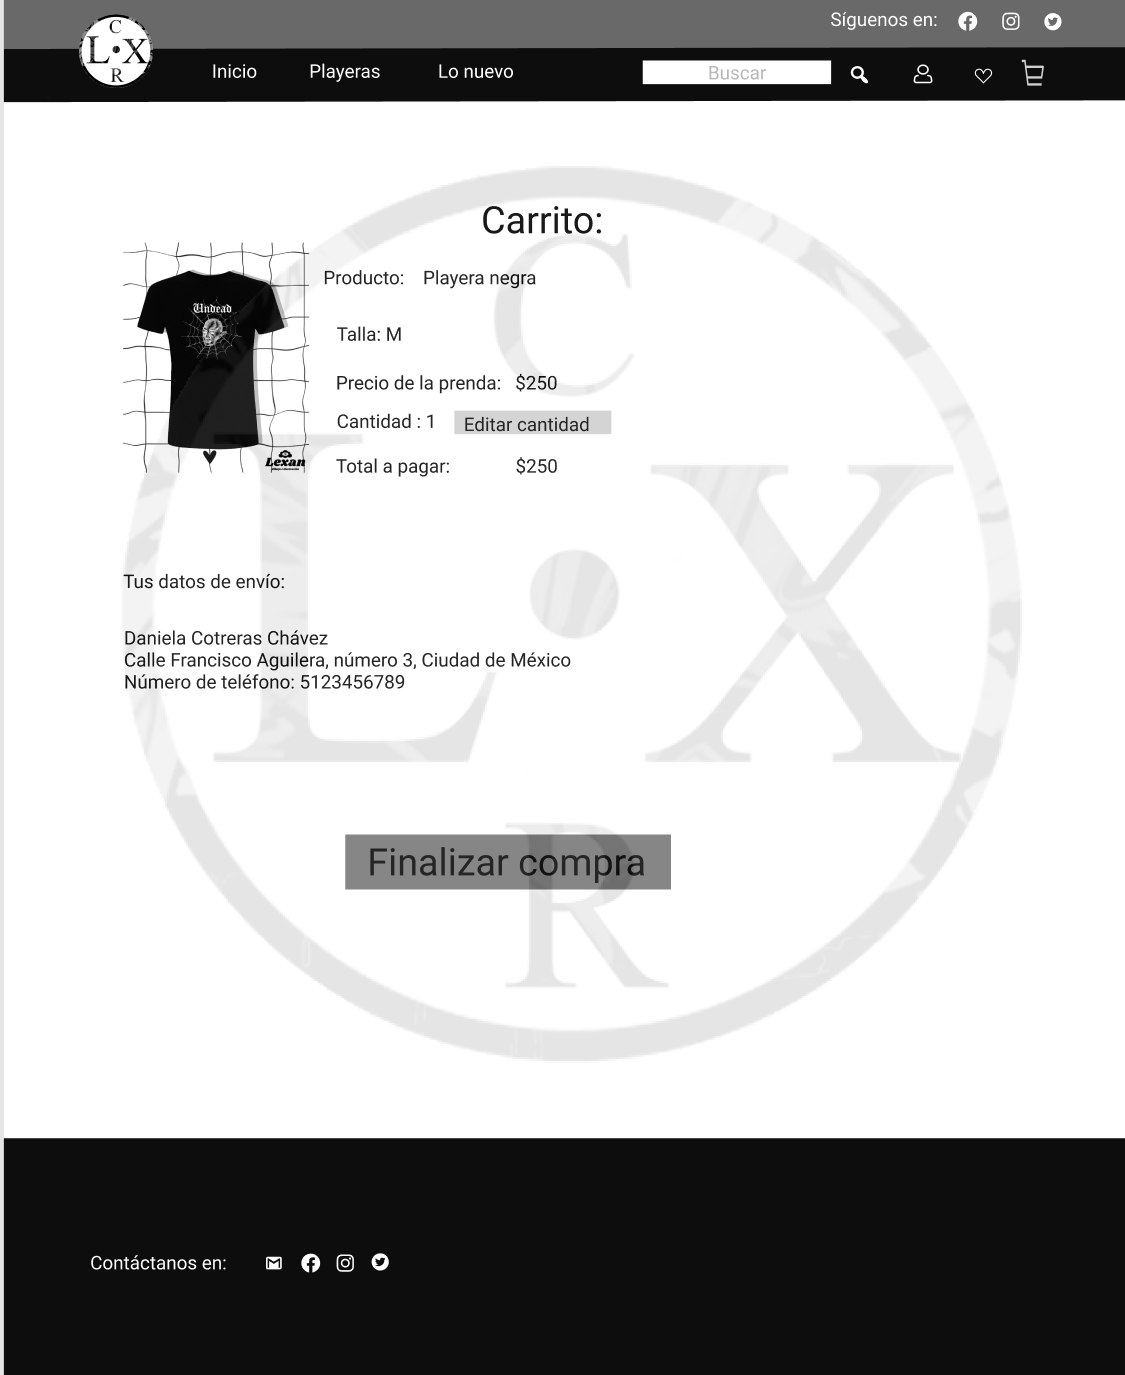 Síguenos en:
C
L·X
R
Inicio Playeras Lo nuevo Buscar
Carrito:
Undead
Lexan
Producto: Playera negra
Talla: M
Precio de la prenda: $250
Cantidad : 1 Editar cantidad
Total a pagar: $250
C
L·X
R
Tus datos de envío:
Daniela Cotreras Chávez
Calle Francisco Aguilera, número 3, Ciudad de México
Número de teléfono: 5123456789
Finalizar compra
Contáctanos en: